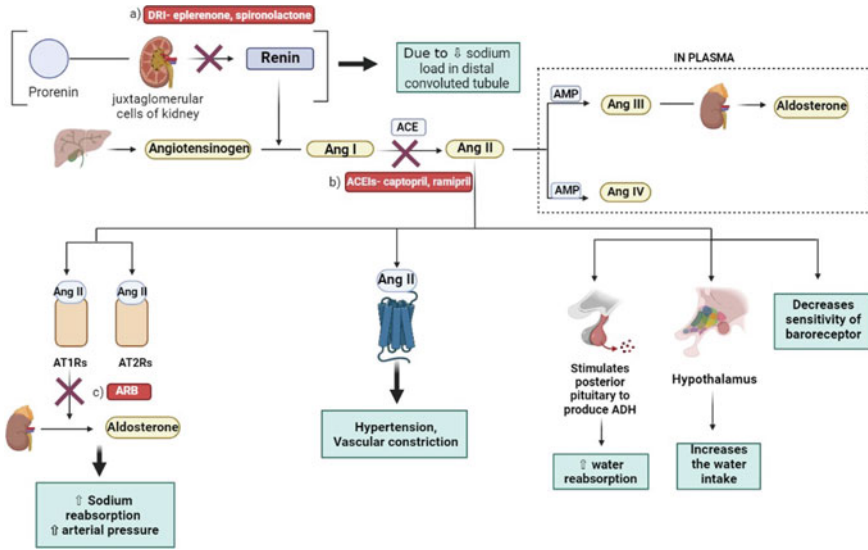 a) DRI- eplerenone, spironolactone
Prorenin
juxtaglomerular
cells of kidney
Renin
Due to ⇩ sodium
load in distal
convoluted tubule
IN PLASMA
AMP
Ang III
Aldosterone
Angiotensinogen
Ang I
ACE
Ang II
b) ACEIs- captopril, ramipril
AMP
Ang IV
Ang II
Ang II
AT1Rs
AT2Rs
c) ARB
Aldosterone
⇧ Sodium
reabsorption
⇧ arterial pressure
Ang II
Hypertension,
Vascular constriction
Stimulates
posterior
pituitary to
produce ADH
⇧ water
reabsorption
Hypothalamus
Increases
the water
intake
Decreases
sensitivity of
baroreceptor